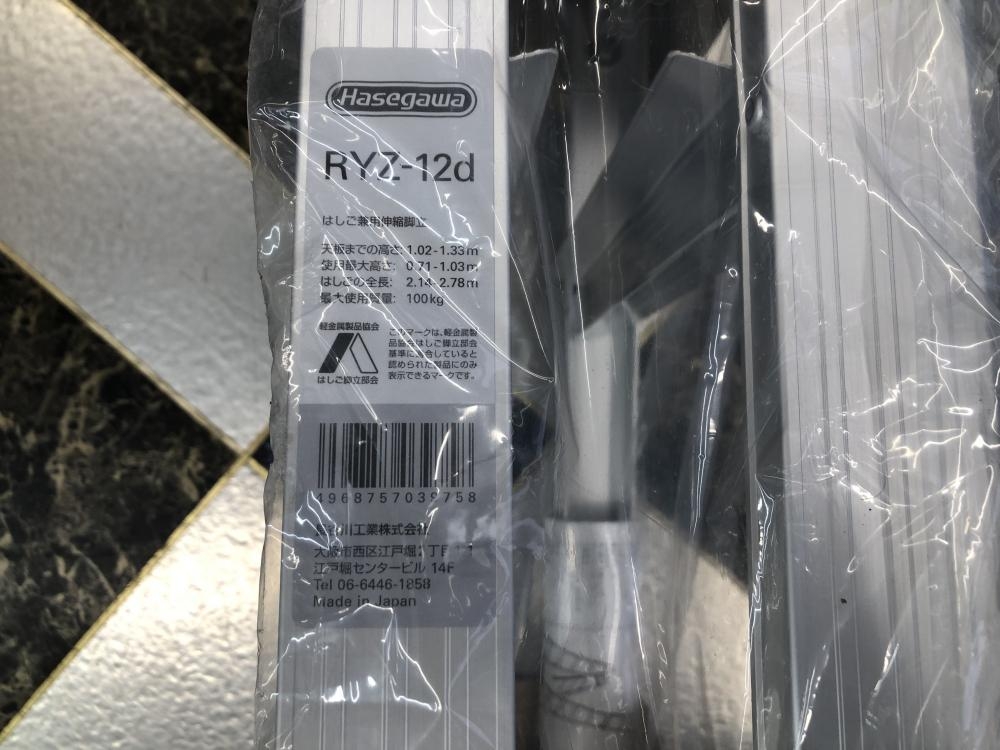 Hasegawa
RYZ-12d
はしご兼用伸縮脚立
天板までの高さ: 1.02-1.33m
使用最大高さ: 0.71-1.03m
はしごの全長: 2.14-2.78m
最大使用質量: 100kg
軽金属製品協会
はしご脚立部会
このマークは、軽金属製
品協会はしご脚立部会
基準に適合していると
認められた製品にのみ
表示できるマークです。
4968757039758
長谷川工業株式会社
大阪市西区江戸堀2丁目1-1
江戸堀センタービル 14F
Tel 06-6446-1858
Made in Japan